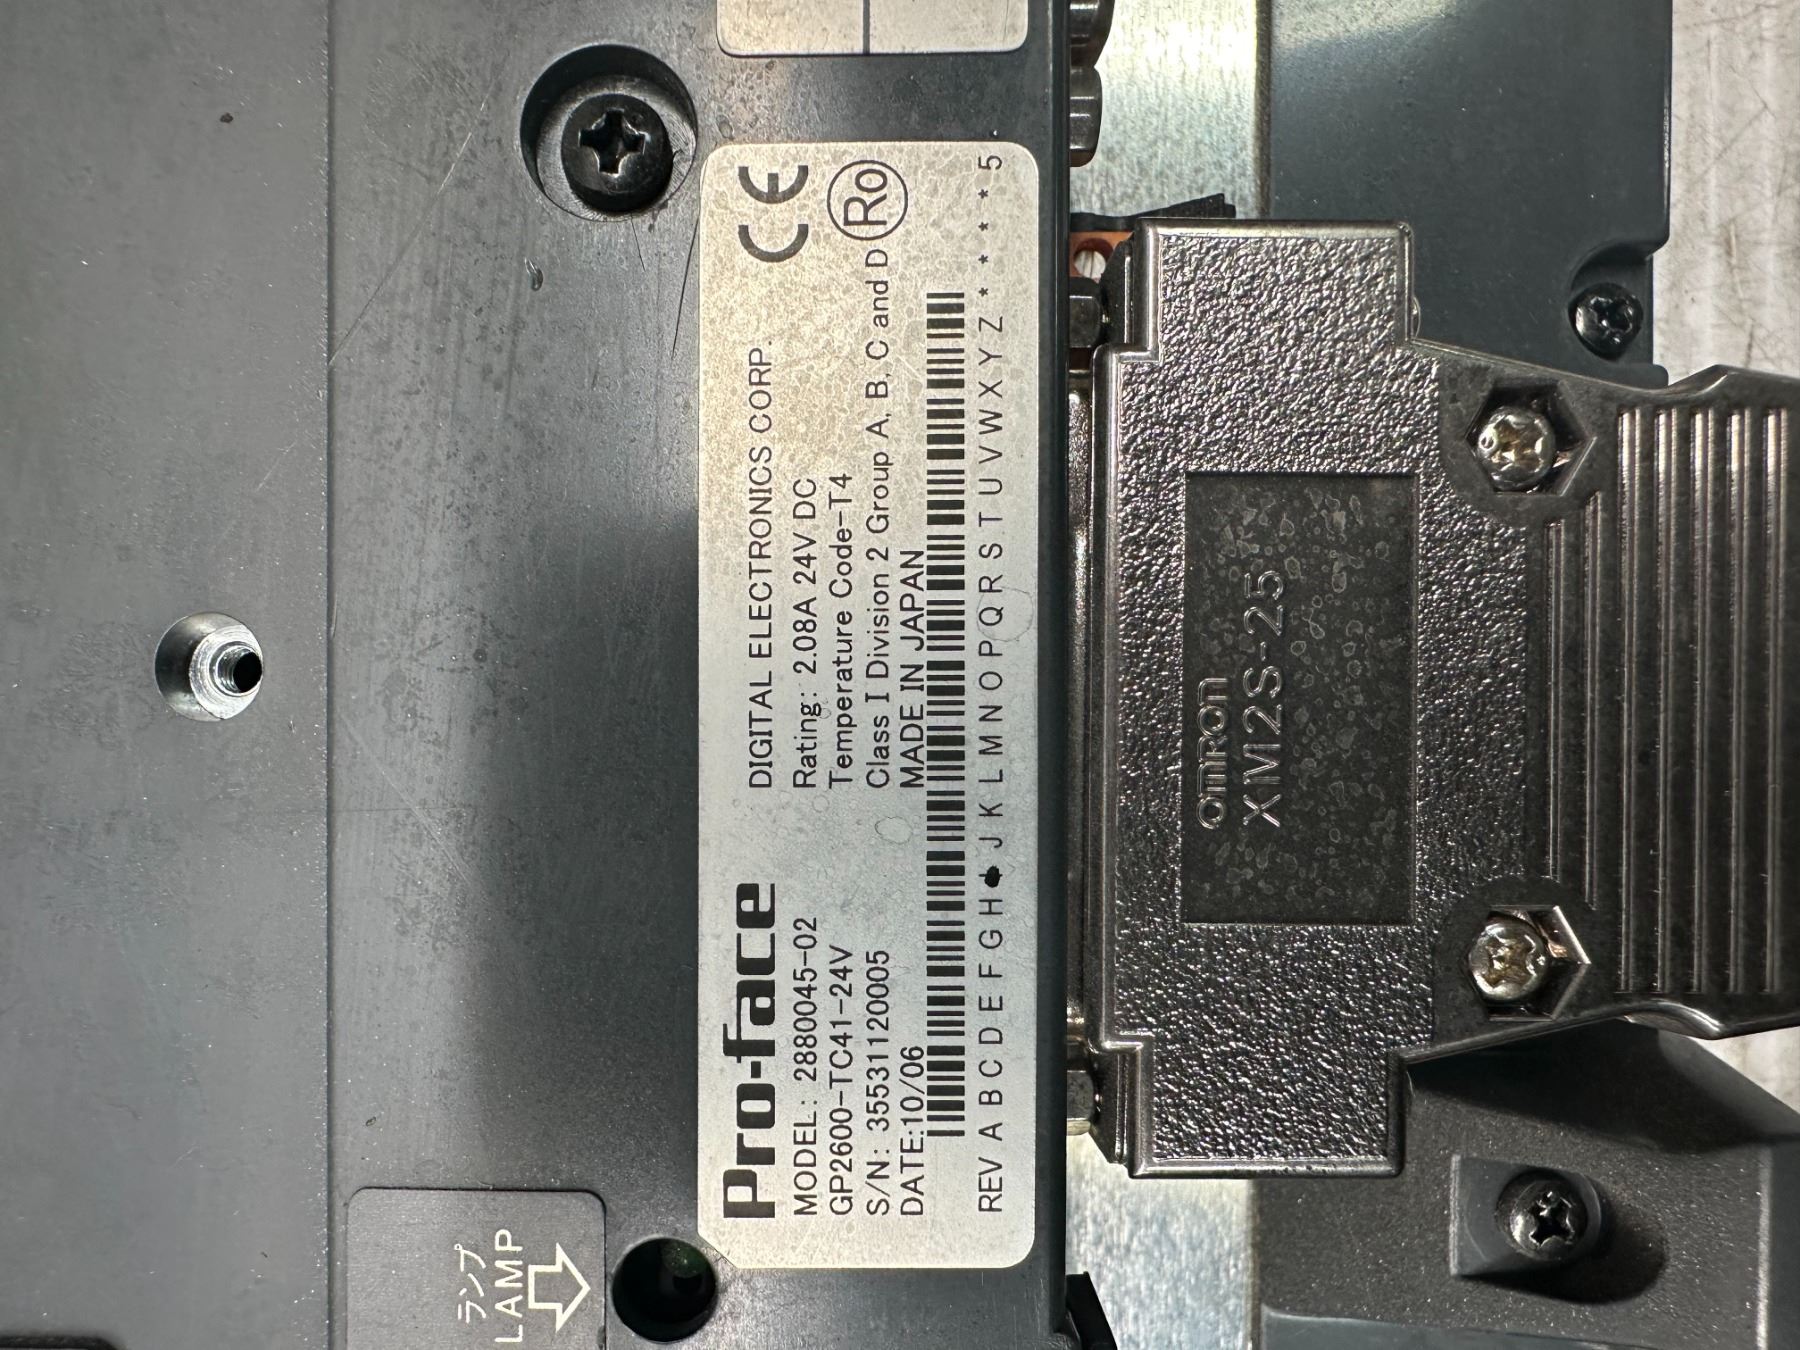 Pro-face
MODEL: 2880045-02
GP2600-TC41-24V
S/N: 35531120005
DATE:10/06
DIGITAL ELECTRONICS CORP.
Rating: 2.08A 24V DC
Temperature Code-T4
Class I Division 2 Group A, B, C and D
MADE IN JAPAN
CE
Ro
REV A B C D E F G H J K L M N O P Q R S T U V W X Y Z * * * * 5
omron
XM2S-25
ランプ
LAMP